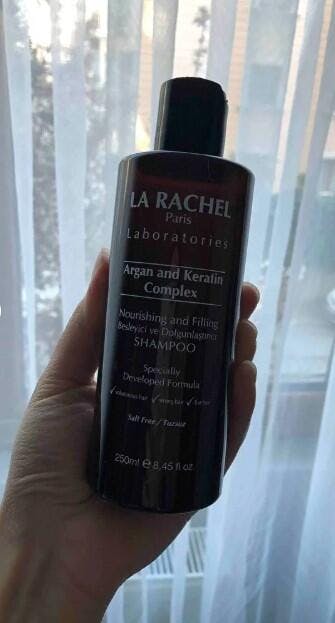 LA RACHEL
Paris
Laboratories
Argan and Keratin
Complex
Nourishing and Filling
Besleyici ve Dolgunlaştırıcı
SHAMPOO
Specially
Developed Formula
Salt Free / Tuzsuz
250ml ℮ 8,45 fl oz.